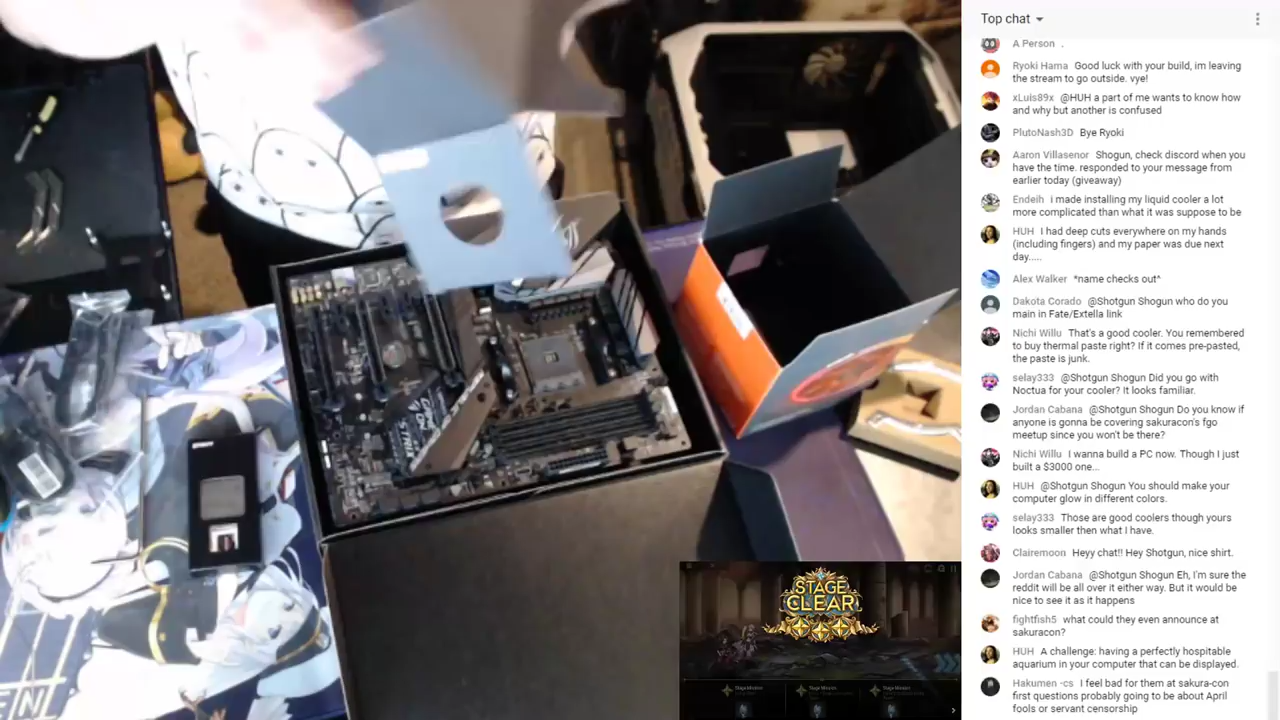 Top chat
A Person .
Ryoki Hama Good luck with your build, im leaving
the stream to go outside. vye!
xLuis89x @HUH a part of me wants to know how
and why but another is confused
PlutoNash3D Bye Ryoki
Aaron Villasenor Shogun, check discord when you
have the time. responded to your message from
earlier today (giveaway)
Endeih i made installing my liquid cooler a lot
more complicated than what it was suppose to be
HUH I had deep cuts everywhere on my hands
(including fingers) and my paper was due next
day.....
Alex Walker *name checks out*
Dakota Corado @Shotgun Shogun who do you
main in Fate/Extella link
Nichi Willu That's a good cooler. You remembered
to buy thermal paste right? If it comes pre-pasted,
the paste is junk.
selay333 @Shotgun Shogun Did you go with
Noctua for your cooler? It looks familiar.
Jordan Cabana @Shotgun Shogun Do you know if
anyone is gonna be covering sakuracon's fgo
meetup since you won't be there?
Nichi Willu I wanna build a PC now. Though I just
built a $3000 one...
HUH @Shotgun Shogun You should make your
computer glow in different colors.
selay333 Those are good coolers though yours
looks smaller then what I have.
Clairemoon Heyy chat!! Hey Shotgun, nice shirt.
Jordan Cabana @Shotgun Shogun Eh, I'm sure the
reddit will be all over it either way. But it would be
nice to see it as it happens
fightfish5 what could they even announce at
sakuracon?
HUH A challenge: having a perfectly hospitable
aquarium in your computer that can be displayed.
Hakumen -cs I feel bad for them at sakura-con
first questions probably going to be about April
fools or servant censorship
STRIX
GAMING
STAGE
CLEAR